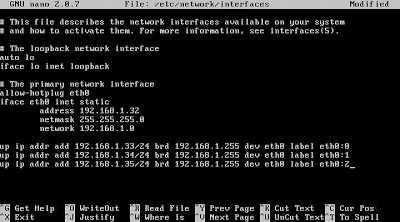 GNU nano 2.0.7 File: /etc/network/interfaces Modified
# This file describes the network interfaces available on your system
# and how to activate them. For more information, see interfaces(5).
# The loopback network interface
auto lo
iface lo inet loopback
# The primary network interface
allow-hotplug eth0
iface eth0 inet static
address 192.168.1.32
netmask 255.255.255.0
network 192.168.1.0
up ip addr add 192.168.1.33/24 brd 192.168.1.255 dev eth0 label eth0:0
up ip addr add 192.168.1.34/24 brd 192.168.1.255 dev eth0 label eth0:1
up ip addr add 192.168.1.35/24 brd 192.168.1.255 dev eth0 label eth0:2
^G Get Help ^O WriteOut ^R Read File ^Y Prev Page ^K Cut Text ^C Cur Pos
^X Exit ^J Justify ^W Where Is ^V Next Page ^U UnCut Text ^T To Spell